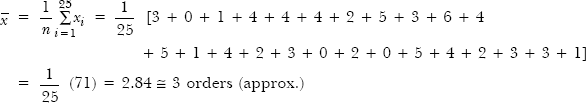 x̅ = 1/n 25∑i=1 xi = 1/25 [3 + 0 + 1 + 4 + 4 + 4 + 2 + 5 + 3 + 6 + 4
+ 5 + 1 + 4 + 2 + 3 + 0 + 2 + 0 + 5 + 4 + 2 + 3 + 3 + 1]
= 1/25 (71) = 2.84 ≅ 3 orders (approx.)